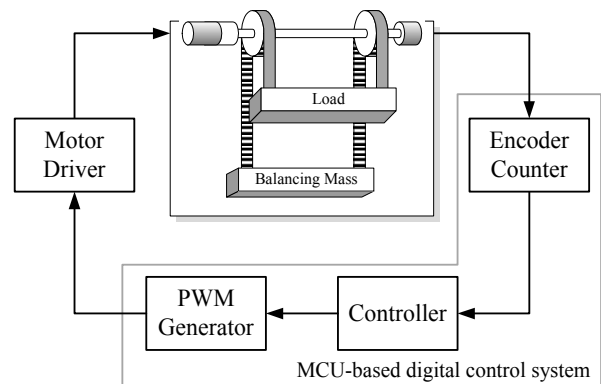 Load
Balancing Mass
Motor
Driver
Encoder
Counter
PWM
Generator
Controller
MCU-based digital control system